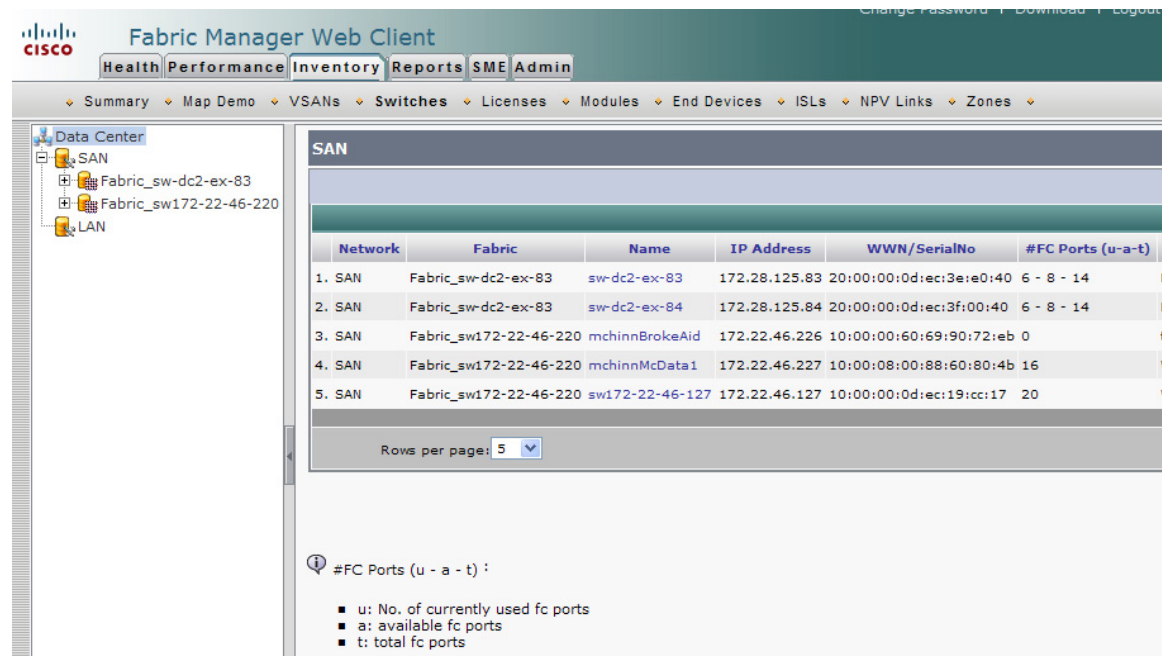 Change Password | Download | Logout
CISCO
Fabric Manager Web Client
Health Performance Inventory Reports SME Admin
Summary Map Demo VSANs Switches Licenses Modules End Devices ISLs NPV Links Zones
Data Center
SAN
Fabric_sw-dc2-ex-83
Fabric_sw172-22-46-220
LAN
SAN
Network Fabric Name IP Address WWN/SerialNo #FC Ports (u-a-t)
1. SAN Fabric_sw-dc2-ex-83 sw-dc2-ex-83 172.28.125.83 20:00:00:0d:ec:3e:e0:40 6 - 8 - 14
2. SAN Fabric_sw-dc2-ex-83 sw-dc2-ex-84 172.28.125.84 20:00:00:0d:ec:3f:00:40 6 - 8 - 14
3. SAN Fabric_sw172-22-46-220 mchinnBrokeAid 172.22.46.226 10:00:00:60:69:90:72:eb 0
4. SAN Fabric_sw172-22-46-220 mchinnMcData1 172.22.46.227 10:00:08:00:88:60:80:4b 16
5. SAN Fabric_sw172-22-46-220 sw172-22-46-127 172.22.46.127 10:00:00:0d:ec:19:cc:17 20
Rows per page: 5
#FC Ports (u - a - t) :
u: No. of currently used fc ports
a: available fc ports
t: total fc ports